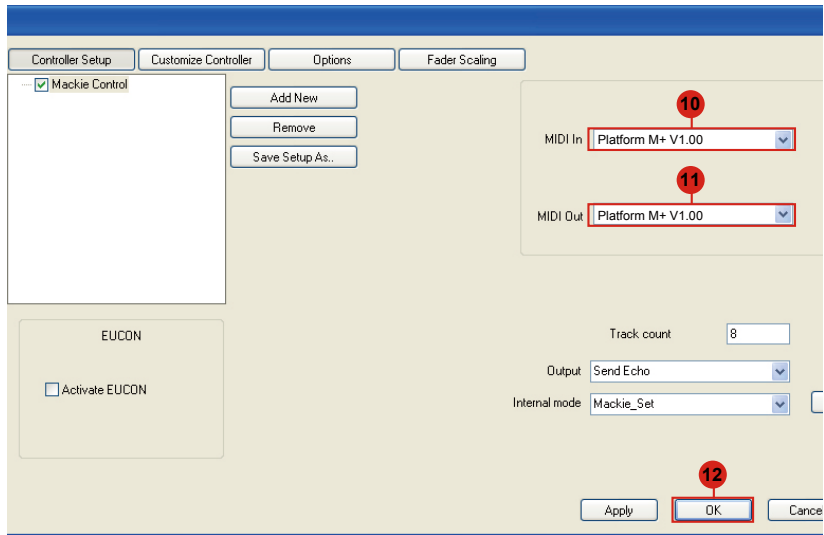 Controller Setup Customize Controller Options Fader Scaling
Mackie Control
Add New
Remove
Save Setup As..
10
MIDI In Platform M+ V1.00
11
MIDI Out Platform M+ V1.00
EUCON
Activate EUCON
Track count 8
Output Send Echo
Internal mode Mackie_Set
12
Apply OK Cance